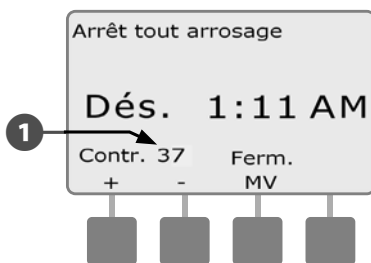 Arrêt tout arrosage
Dés. 1:11 AM
1
Contr. 37 Ferm.
+ - MV